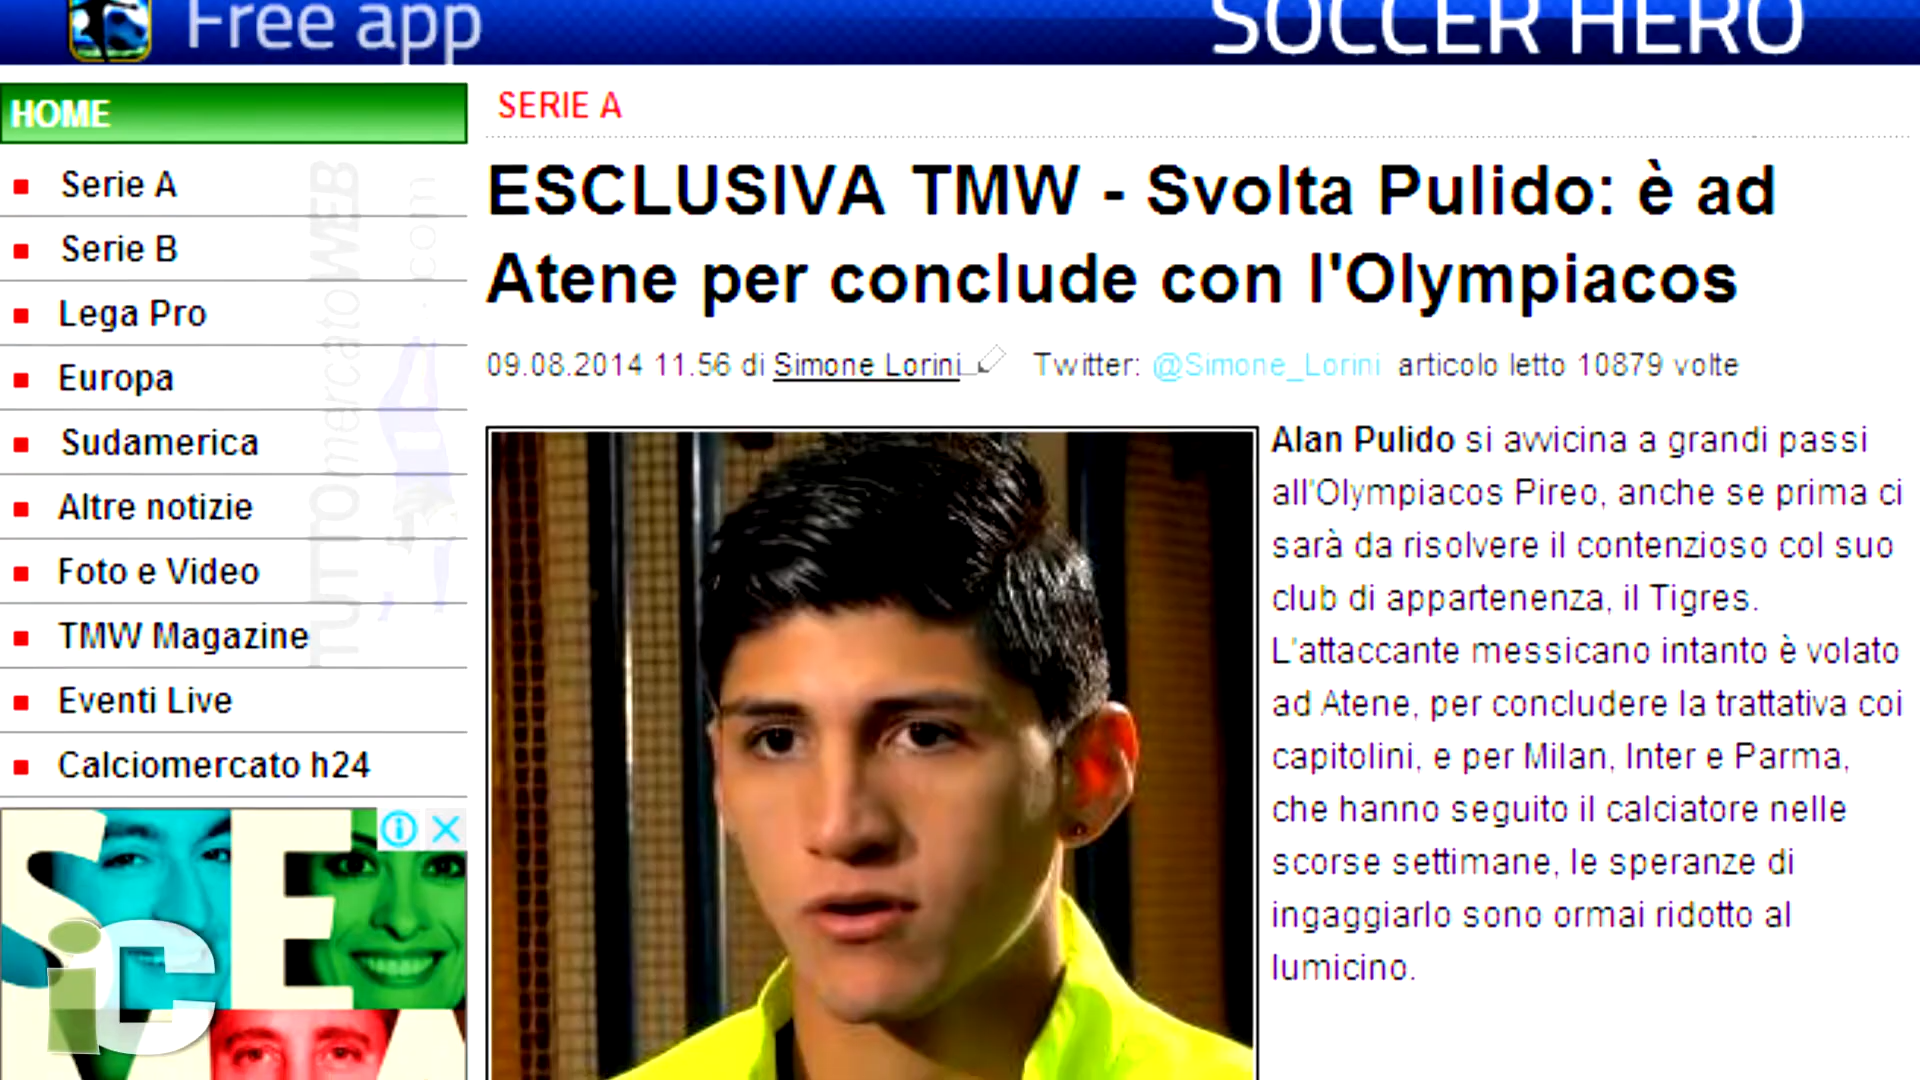 Free app
SOCCER HERO
HOME
Serie A
Serie B
Lega Pro
Europa
Sudamerica
Altre notizie
Foto e Video
TMW Magazine
Eventi Live
Calciomercato h24
TUTTOmercatoWEB
.com
SERIE A
ESCLUSIVA TMW - Svolta Pulido: è ad
Atene per conclude con l'Olympiacos
09.08.2014 11.56 di Simone Lorini Twitter: @Simone_Lorini articolo letto 10879 volte
Alan Pulido si avvicina a grandi passi
all'Olympiacos Pireo, anche se prima ci
sarà da risolvere il contenzioso col suo
club di appartenenza, il Tigres.
L'attaccante messicano intanto è volato
ad Atene, per concludere la trattativa coi
capitolini, e per Milan, Inter e Parma,
che hanno seguito il calciatore nelle
scorse settimane, le speranze di
ingaggiarlo sono ormai ridotto al
lumicino.
SE
iC